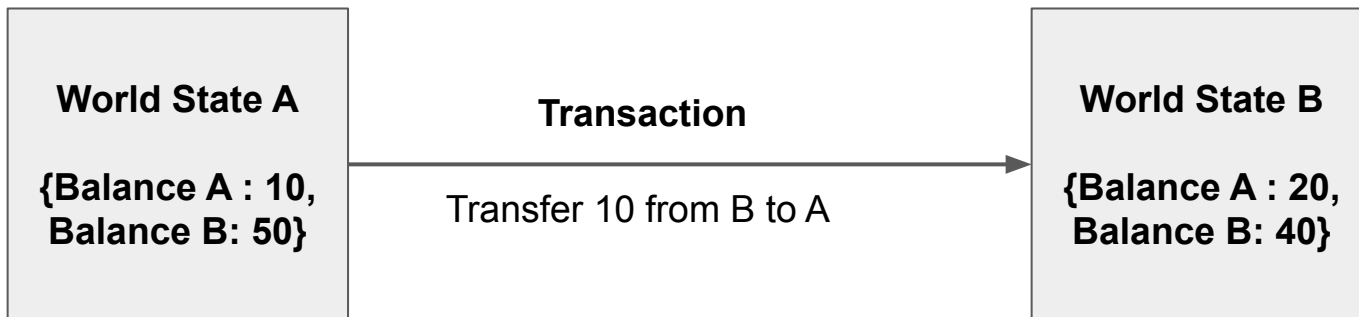 World State A
{Balance A : 10,
Balance B: 50}
Transaction
Transfer 10 from B to A
World State B
{Balance A : 20,
Balance B: 40}